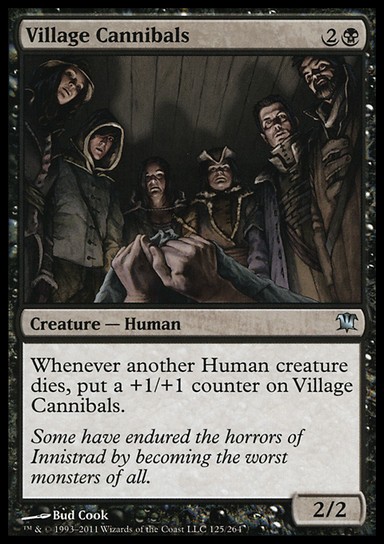 Village Cannibals 2
Creature — Human
Whenever another Human creature
dies, put a +1/+1 counter on Village
Cannibals.
Some have endured the horrors of
Innistrad by becoming the worst
monsters of all.
2/2
Bud Cook
™ & © 1993–2011 Wizards of the Coast LLC 125/264